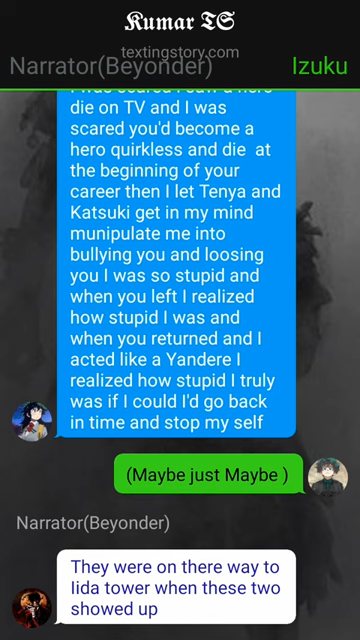 Kumar TS
textingstory.com
Narrator(Beyonder)
Izuku
I was scared I saw a hero
die on TV and I was
scared you'd become a
hero quirkless and die at
the beginning of your
career then I let Tenya and
Katsuki get in my mind
munipulate me into
bullying you and loosing
you I was so stupid and
when you left I realized
how stupid I was and
when you returned and I
acted like a Yandere I
realized how stupid I truly
was if I could I'd go back
in time and stop my self
(Maybe just Maybe )
Narrator(Beyonder)
They were on there way to
Iida tower when these two
showed up